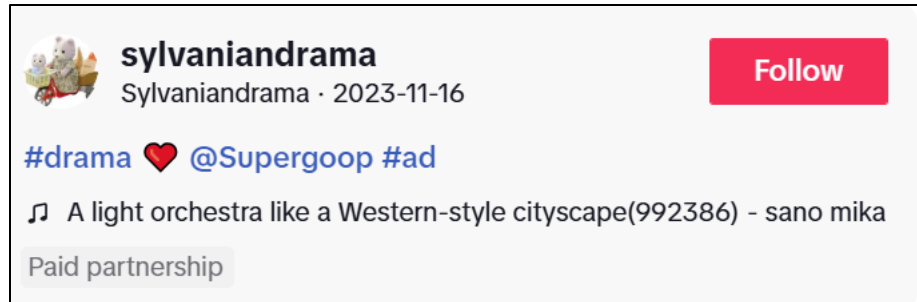 sylvaniandrama
Sylvaniandrama · 2023-11-16
Follow
#drama ❤️ @Supergoop #ad
♫ A light orchestra like a Western-style cityscape(992386) - sano mika
Paid partnership